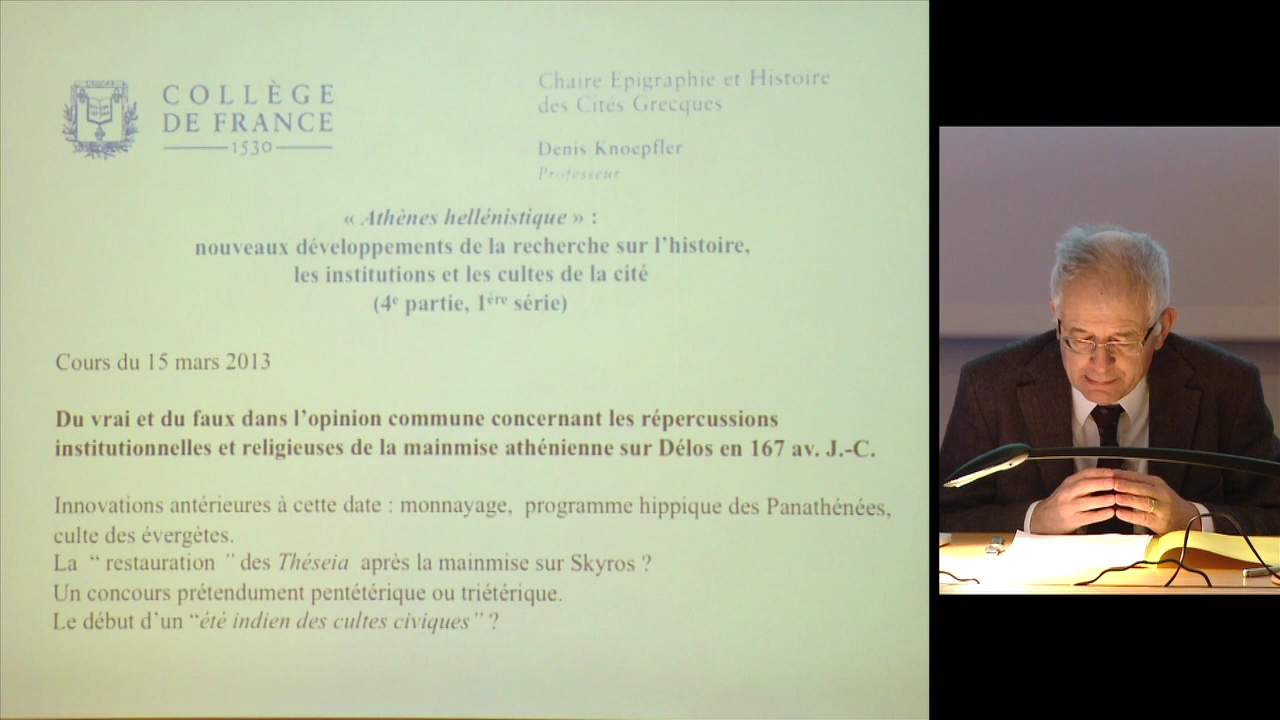 COLLÈGE
DE FRANCE
1530
Chaire Epigraphie et Histoire
des Cités Grecques
Denis Knoepfler
Professeur
« Athènes hellénistique » :
nouveaux développements de la recherche sur l'histoire,
les institutions et les cultes de la cité
(4e partie, 1ère série)
Cours du 15 mars 2013
Du vrai et du faux dans l'opinion commune concernant les répercussions
institutionnelles et religieuses de la mainmise athénienne sur Délos en 167 av. J.-C.
Innovations antérieures à cette date : monnayage, programme hippique des Panathénées,
culte des évergètes.
La “ restauration ” des Théseia après la mainmise sur Skyros ?
Un concours prétendument pentétérique ou triétérique.
Le début d'un “été indien des cultes civiques” ?